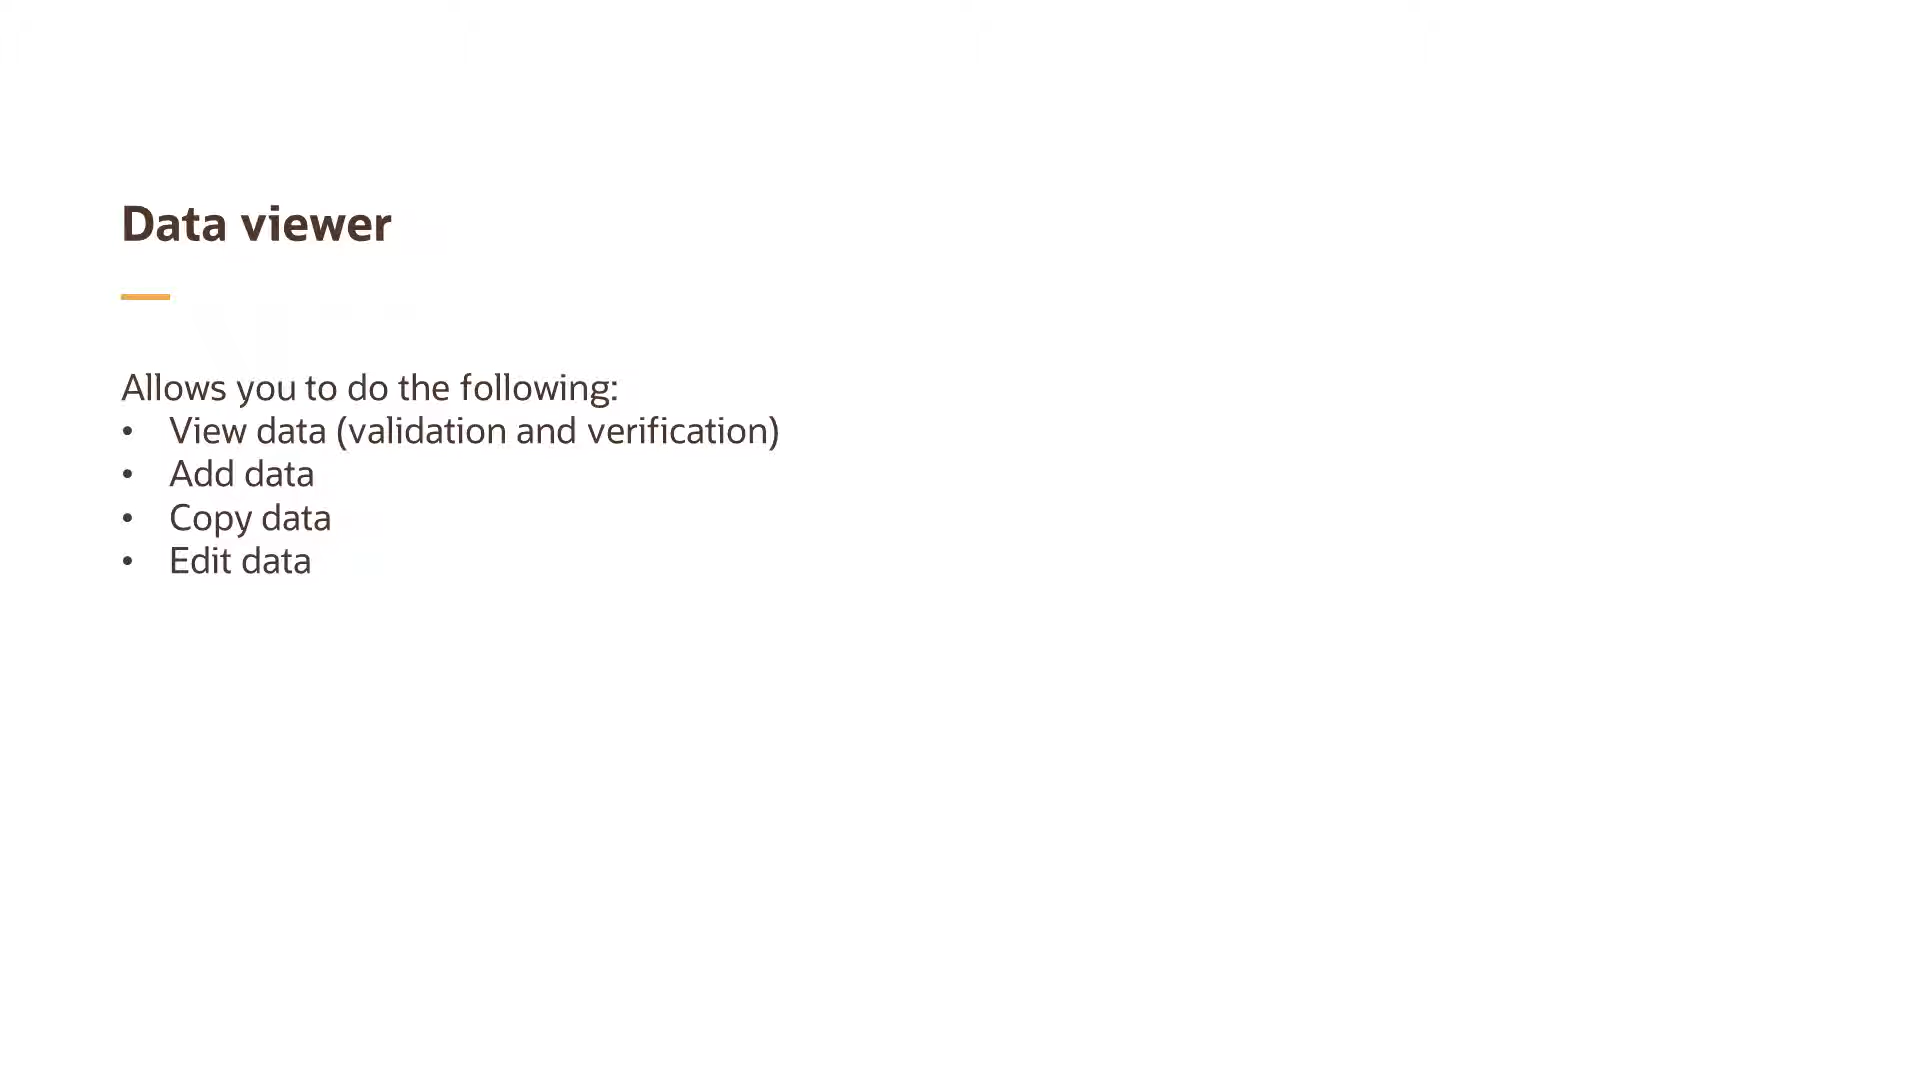 Data viewer
Allows you to do the following:
• View data (validation and verification)
• Add data
• Copy data
• Edit data